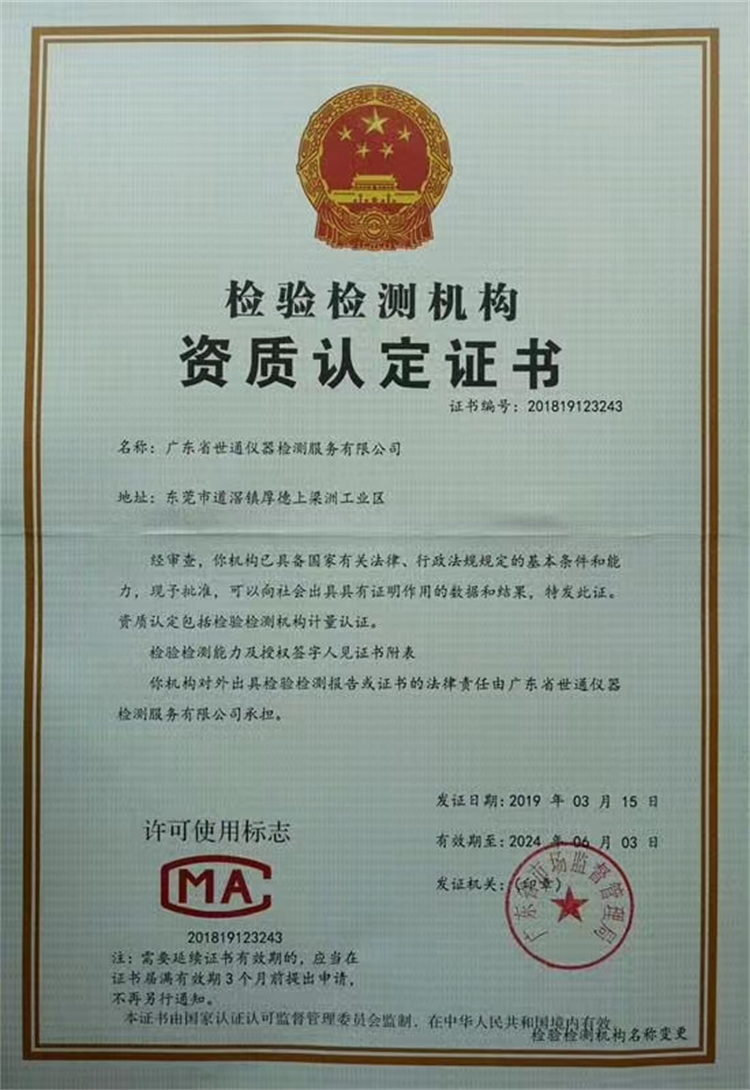 检验检测机构
资质认定证书
证书编号：201819123243
名称：广东省世通仪器检测服务有限公司
地址：东莞市道滘镇厚德上梁洲工业区
经审查，你机构已具备国家有关法律、行政法规规定的基本条件和能
力，现予批准，可以向社会出具具有证明作用的数据和结果，特发此证。
资质认定包括检验检测机构计量认证。
检验检测能力及授权签字人见证书附表
你机构对外出具检验检测报告或证书的法律责任由广东省世通仪器
检测服务有限公司承担。
发证日期：2019 年 03 月 15 日
有效期至：2024 年 06 月 03 日
发证机关：（印章）
广东省市场监督管理局
许可使用标志
CMA
201819123243
注：需要延续证书有效期的，应当在
证书届满有效期3个月前提出申请，
不再另行通知。
本证书由国家认证认可监督管理委员会监制，在中华人民共和国境内有效
检验检测机构名称变更